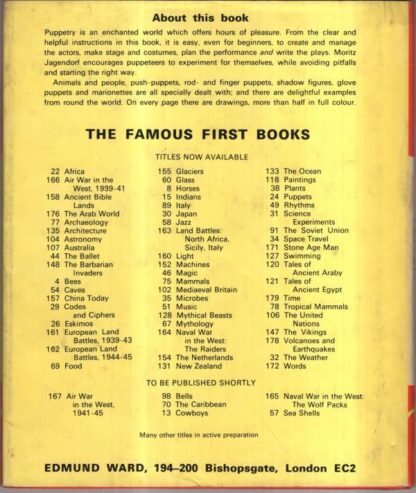 About this book
Puppetry is an enchanted world which offers hours of pleasure. From the clear and
helpful instructions in this book, it is easy, even for beginners, to create and manage
the actors, make stage and costumes, plan the performance and write the plays. Moritz
Jagendorf encourages puppeteers to experiment for themselves, while avoiding pitfalls
and starting the right way.
Animals and people, push-puppets, rod- and finger puppets, shadow figures, glove
puppets and marionettes are all specially dealt with; and there are delightful examples
from round the world. On every page there are drawings, more than half in full colour.
THE FAMOUS FIRST BOOKS
TITLES NOW AVAILABLE
22 Africa
166 Air War in the
West, 1939-41
158 Ancient Bible
Lands
176 The Arab World
77 Archaeology
135 Architecture
104 Astronomy
107 Australia
44 The Ballet
148 The Barbarian
Invaders
4 Bees
54 Caves
157 China Today
29 Codes
and Ciphers
26 Eskimos
161 European Land
Battles, 1939-43
162 European Land
Battles, 1944-45
69 Food
155 Glaciers
60 Glass
8 Horses
15 Indians
89 Italy
30 Japan
58 Jazz
163 Land Battles:
North Africa,
Sicily, Italy
160 Light
152 Machines
46 Magic
75 Mammals
102 Mediaeval Britain
35 Microbes
51 Music
128 Mythical Beasts
67 Mythology
164 Naval War
in the West:
The Raiders
154 The Netherlands
131 New Zealand
133 The Ocean
118 Paintings
38 Plants
24 Puppets
49 Rhythms
31 Science
Experiments
91 The Soviet Union
34 Space Travel
171 Stone Age Man
127 Swimming
120 Tales of
Ancient Araby
121 Tales of
Ancient Egypt
179 Time
78 Tropical Mammals
106 The United
Nations
147 The Vikings
178 Volcanoes and
Earthquakes
32 The Weather
172 Words
TO BE PUBLISHED SHORTLY
167 Air War
in the West,
1941-45
98 Bells
70 The Caribbean
13 Cowboys
165 Naval War in the West:
The Wolf Packs
57 Sea Shells
Many other titles in active preparation
EDMUND WARD, 194–200 Bishopsgate, London EC2